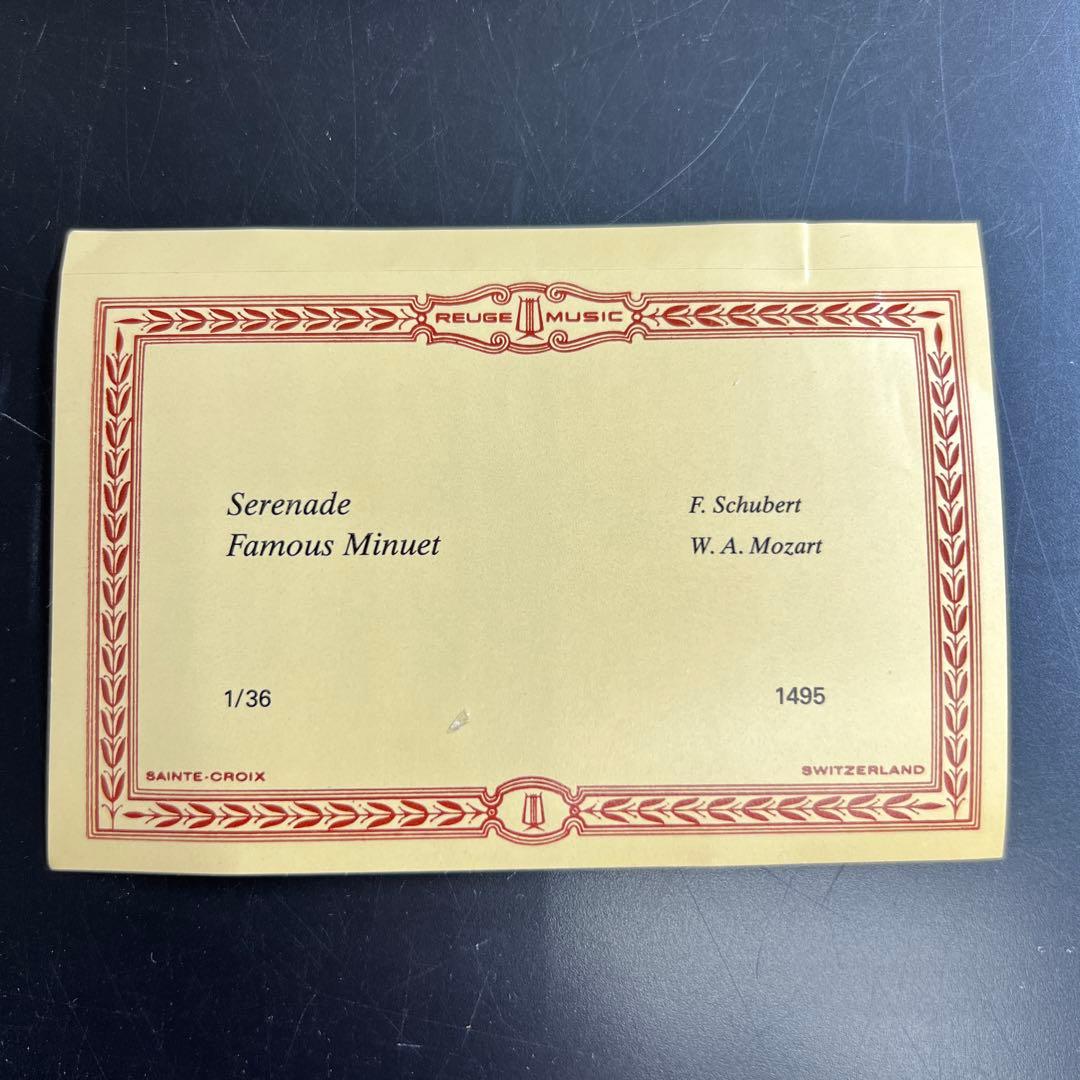 REUGE MUSIC
Serenade F. Schubert
Famous Minuet W. A. Mozart
1/36 1495
SAINTE-CROIX SWITZERLAND